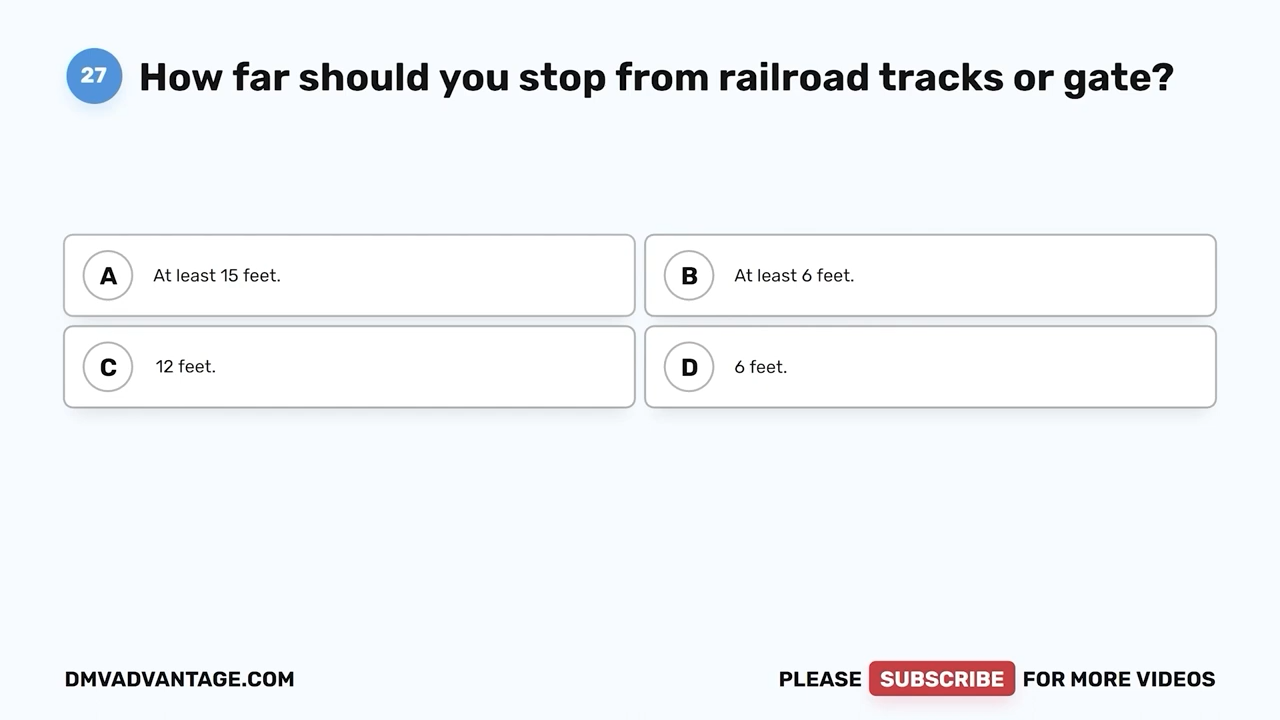 27 How far should you stop from railroad tracks or gate?
A At least 15 feet.
B At least 6 feet.
C 12 feet.
D 6 feet.
DMVADVANTAGE.COM
PLEASE SUBSCRIBE FOR MORE VIDEOS